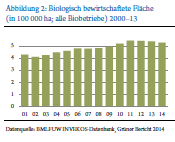 Abbildung 2: Biologisch bewirtschaftete Fläche
(in 100 000 ha; alle Biobetriebe) 2000–13
5
4
3
2
1
0
01 02 03 04 05 06 07 08 09 10 11 12 13 14
Datenquelle: BMLFUW INVEKOS-Datenbank, Grüner Bericht 2014